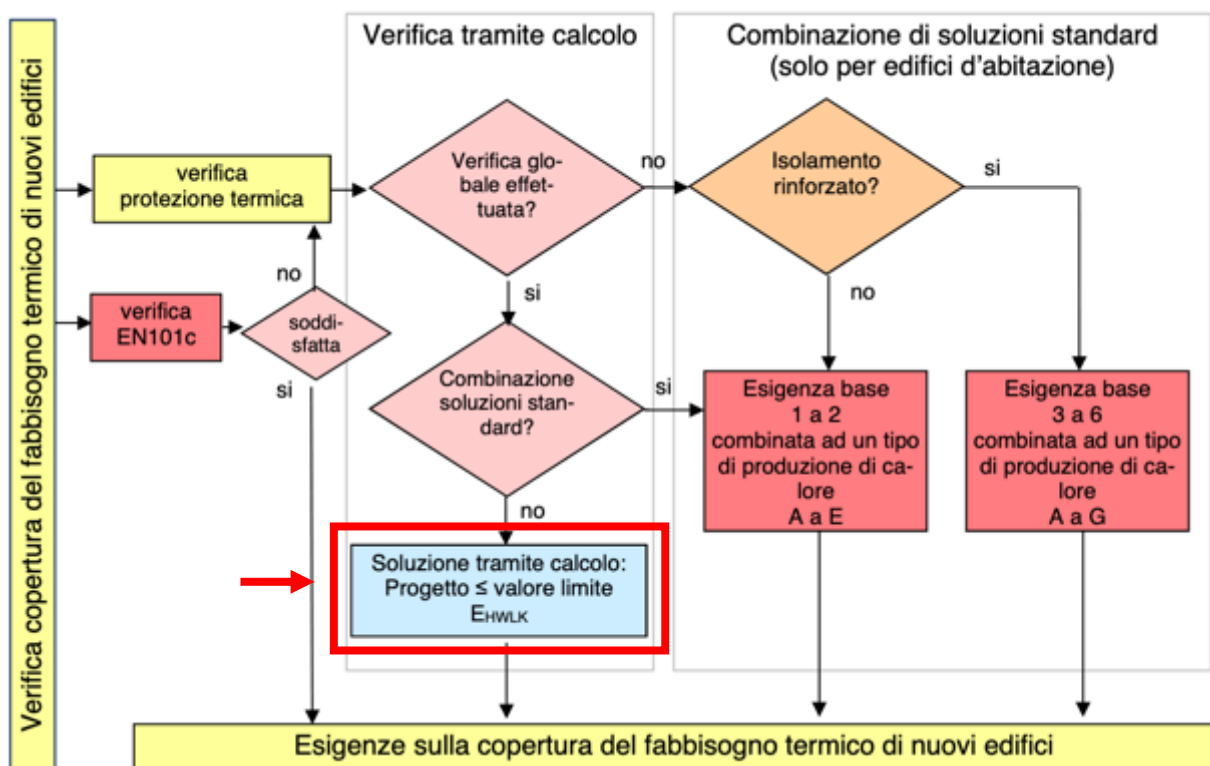 Verifica copertura del fabbisogno termico di nuovi edifici
Verifica tramite calcolo
Combinazione di soluzioni standard
(solo per edifici d'abitazione)
verifica
protezione termica
Verifica glo-
bale effet-
tuata?
no
Isolamento
rinforzato?
si
no
verifica
EN101c
soddi-
sfatta
si
si
no
Combinazione
soluzioni stan-
dard?
si
Esigenza base
1 a 2
combinata ad un tipo
di produzione di ca-
lore
A a E
Esigenza base
3 a 6
combinata ad un tipo
di produzione di ca-
lore
A a G
no
Soluzione tramite calcolo:
Progetto ≤ valore limite
EHWLK
Esigenze sulla copertura del fabbisogno termico di nuovi edifici